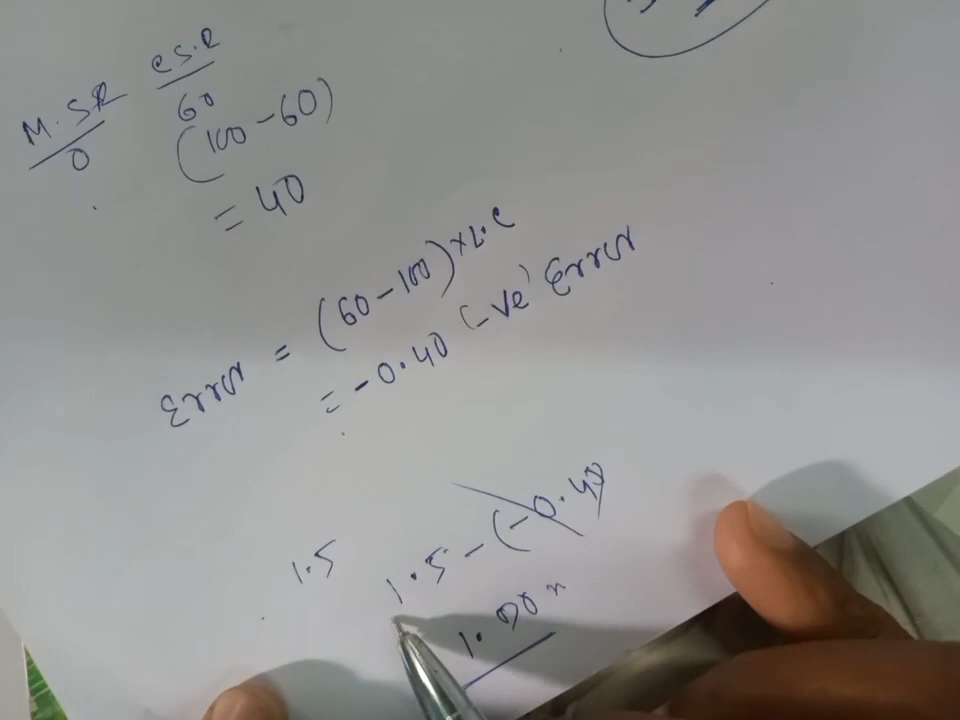 M.SR C.S.R
0 60
(100-60)
= 40
Error = (60-100)×L.C
= -0.40 (-ve) Error
1.5 1.5-(-0.40
1.90